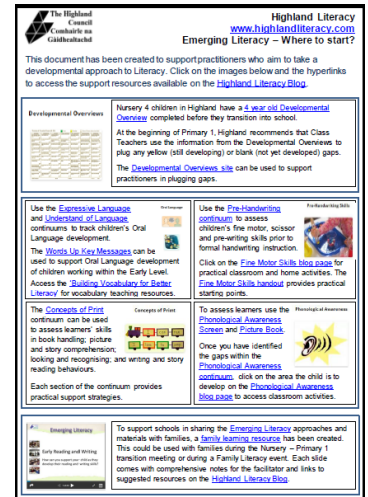 The Highland
Council
Comhairle na
Gàidhealtachd
Highland Literacy
www.highlandliteracy.com
Emerging Literacy – Where to start?
This document has been created to support practitioners who aim to take a
developmental approach to Literacy. Click on the images below and the hyperlinks
to access the support resources available on the Highland Literacy Blog.
Developmental Overviews
Nursery 4 children in Highland have a 4 year old Developmental
Overview completed before they transition into school.
At the beginning of Primary 1, Highland recommends that Class
Teachers use the information from the Developmental Overviews to
plug any yellow (still developing) or blank (not yet developed) gaps.
The Developmental Overviews site can be used to support
practitioners in plugging gaps.
Use the Expressive Language
and Understand of Language
continuums to track children's Oral
Language development.
The Words Up Key Messages can be
used to support Oral Language development
of children working within the Early Level.
Access the 'Building Vocabulary for Better
Literacy' for vocabulary teaching resources.
Oral Language
Use the Pre-Handwriting
continuum to assess
children's fine motor, scissor
and pre-writing skills prior to
formal handwriting instruction.
Click on the Fine Motor Skills blog page for
practical classroom and home activities. The
Fine Motor Skills handout provides practical
starting points.
Pre-Handwriting Skills
The Concepts of Print
continuum can be used
to assess learners' skills
in book handling; picture
and story comprehension;
looking and recognising; and writing and story
reading behaviours.
Each section of the continuum provides
practical support strategies.
Concepts of Print
To assess learners use the
Phonological Awareness
Screen and Picture Book.
Once you have identified
the gaps within the
Phonological Awareness
continuum, click on the area the child is to
develop on the Phonological Awareness
blog page to access classroom activities.
Phonological Awareness
Emerging Literacy
Early Reading and Writing
To support schools in sharing the Emerging Literacy approaches and
materials with families, a family learning resource has been created.
This could be used with families during the Nursery – Primary 1
transition meeting or during a Family Literacy event. Each slide
comes with comprehensive notes for the facilitator and links to
suggested resources on the Highland Literacy Blog.